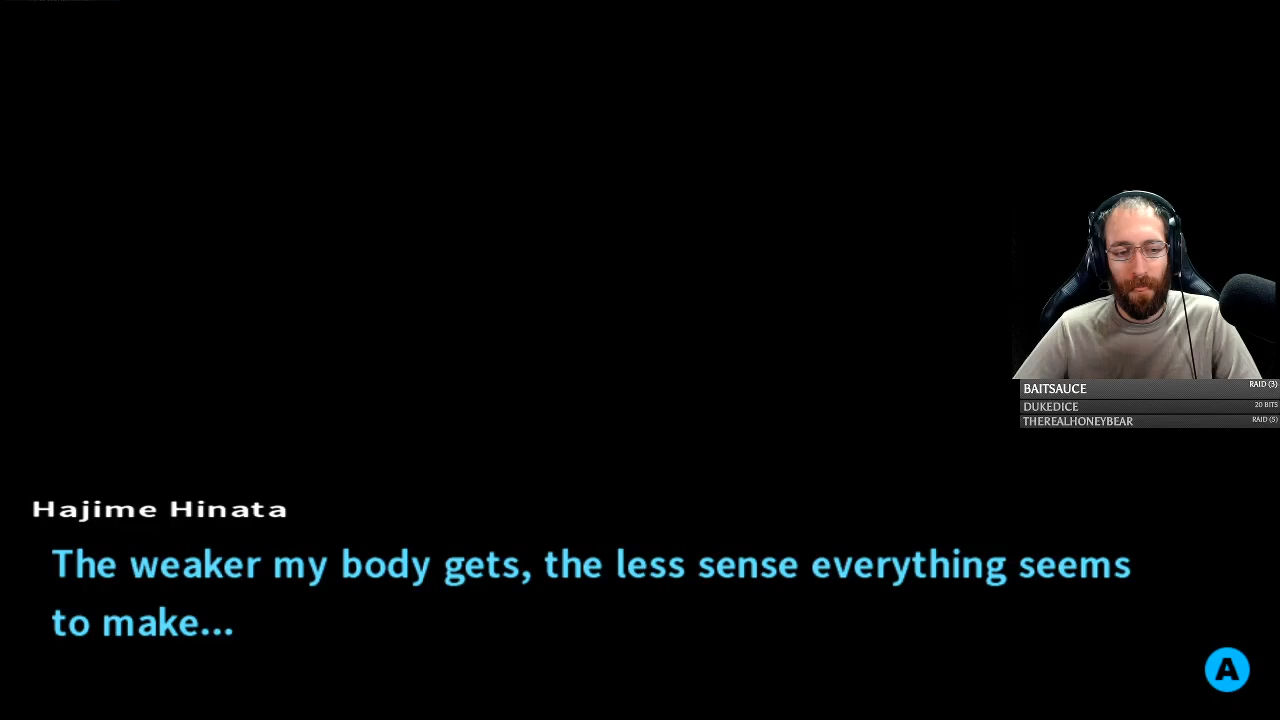 BAITSAUCE RAID (3)
DUKEDICE 20 BITS
THEREALHONEYBEAR RAID (5)
Hajime Hinata
The weaker my body gets, the less sense everything seems
to make...
A